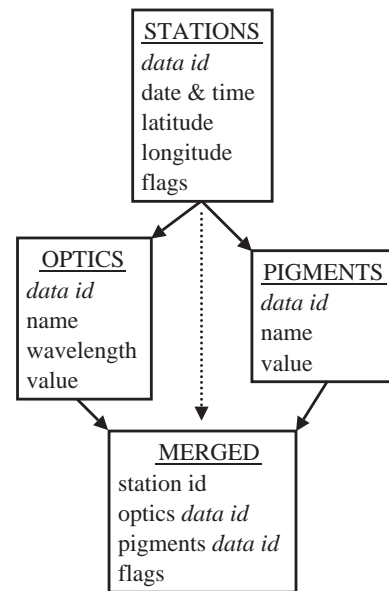 STATIONS
data id
date & time
latitude
longitude
flags
OPTICS
data id
name
wavelength
value
PIGMENTS
data id
name
value
MERGED
station id
optics data id
pigments data id
flags